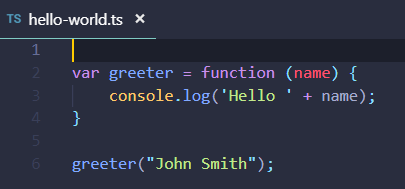 TS hello-world.ts ×
1
2 var greeter = function (name) {
3     console.log('Hello ' + name);
4 }
5
6 greeter("John Smith");